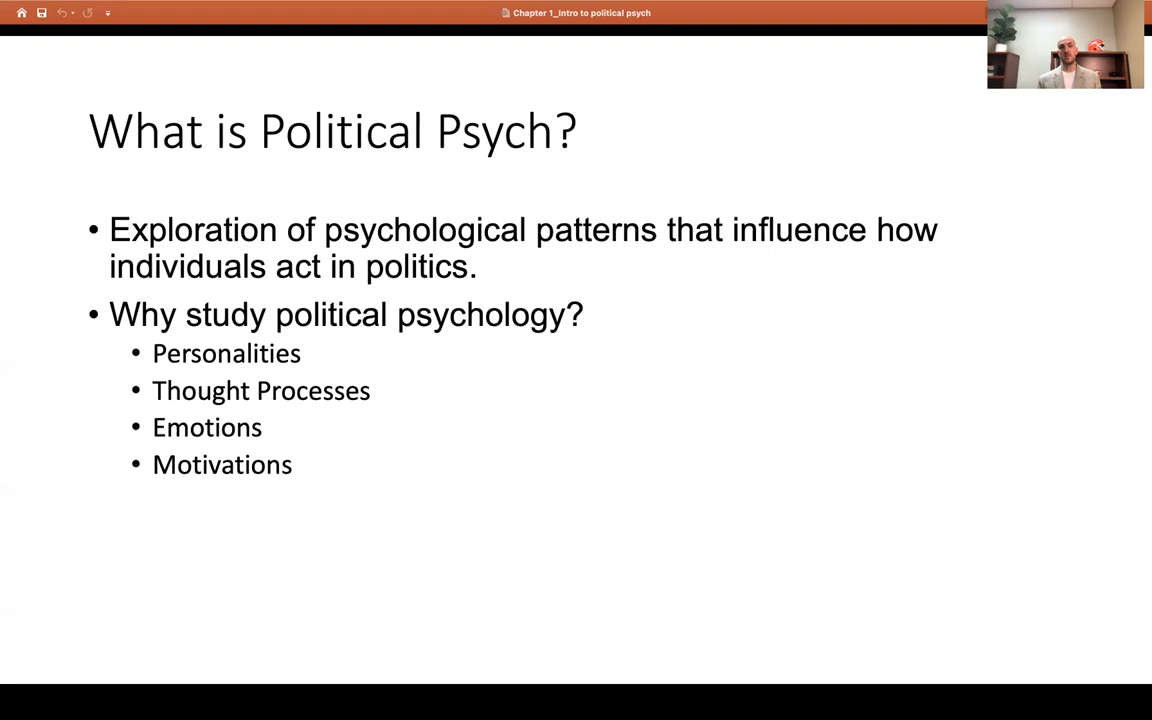 Chapter 1_Intro to political psych
What is Political Psych?
• Exploration of psychological patterns that influence how
individuals act in politics.
• Why study political psychology?
• Personalities
• Thought Processes
• Emotions
• Motivations